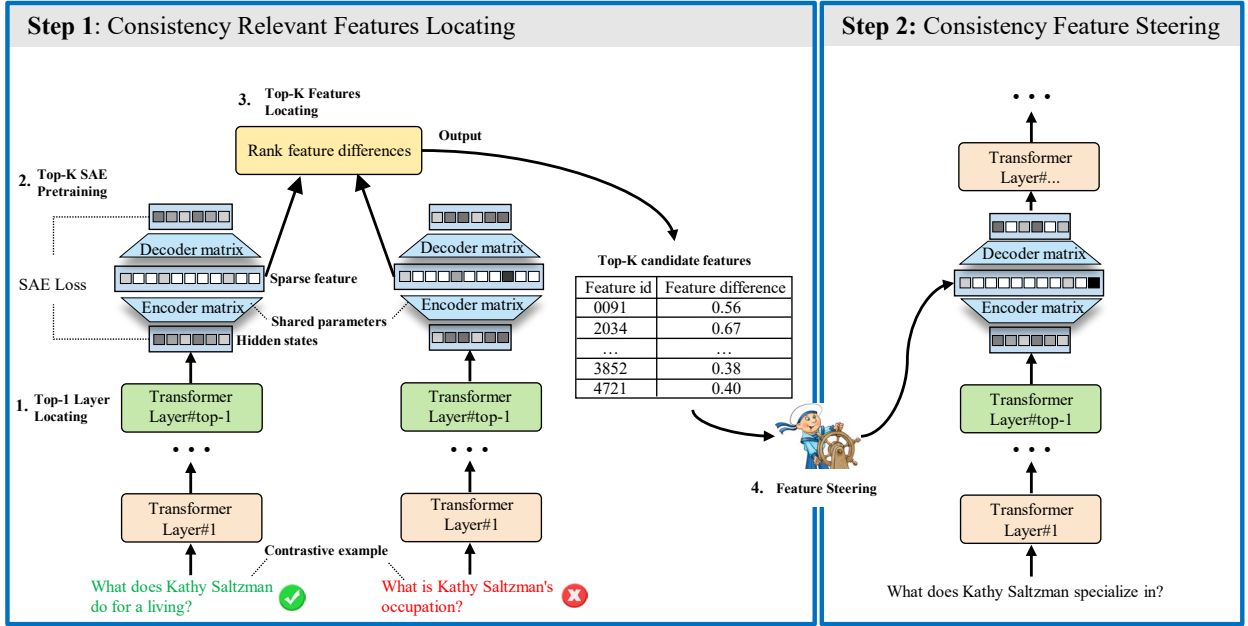 Step 1: Consistency Relevant Features Locating
3. Top-K Features
Locating
Rank feature differences
Output
2. Top-K SAE
Pretraining
Decoder matrix
Sparse feature
SAE Loss
Encoder matrix
Shared parameters
Hidden states
Decoder matrix
Encoder matrix
1. Top-1 Layer
Locating
Transformer
Layer#top-1
Transformer
Layer#top-1
• • •
• • •
Transformer
Layer#1
Transformer
Layer#1
Contrastive example
What does Kathy Saltzman
do for a living?
What is Kathy Saltzman's
occupation?
Top-K candidate features
Feature id Feature difference
0091 0.56
2034 0.67
… …
3852 0.38
4721 0.40
4. Feature Steering
Step 2: Consistency Feature Steering
• • •
Transformer
Layer#...
Decoder matrix
Encoder matrix
Transformer
Layer#top-1
• • •
Transformer
Layer#1
What does Kathy Saltzman specialize in?